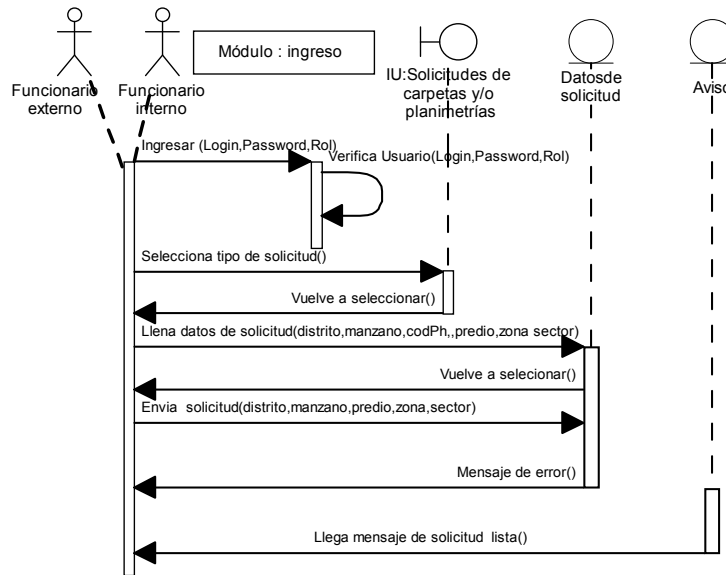 Módulo : ingreso
Funcionario
externo
Funcionario
interno
IU:Solicitudes de
carpetas y/o
planimetrías
Datosde
solicitud
Aviso
Ingresar (Login,Password,Rol)
Verifica Usuario(Login,Password,Rol)
Selecciona tipo de solicitud()
Vuelve a seleccionar()
Llena datos de solicitud(distrito,manzano,codPh,,predio,zona sector)
Vuelve a selecionar()
Envia solicitud(distrito,manzano,predio,zona,sector)
Mensaje de error()
Llega mensaje de solicitud lista()